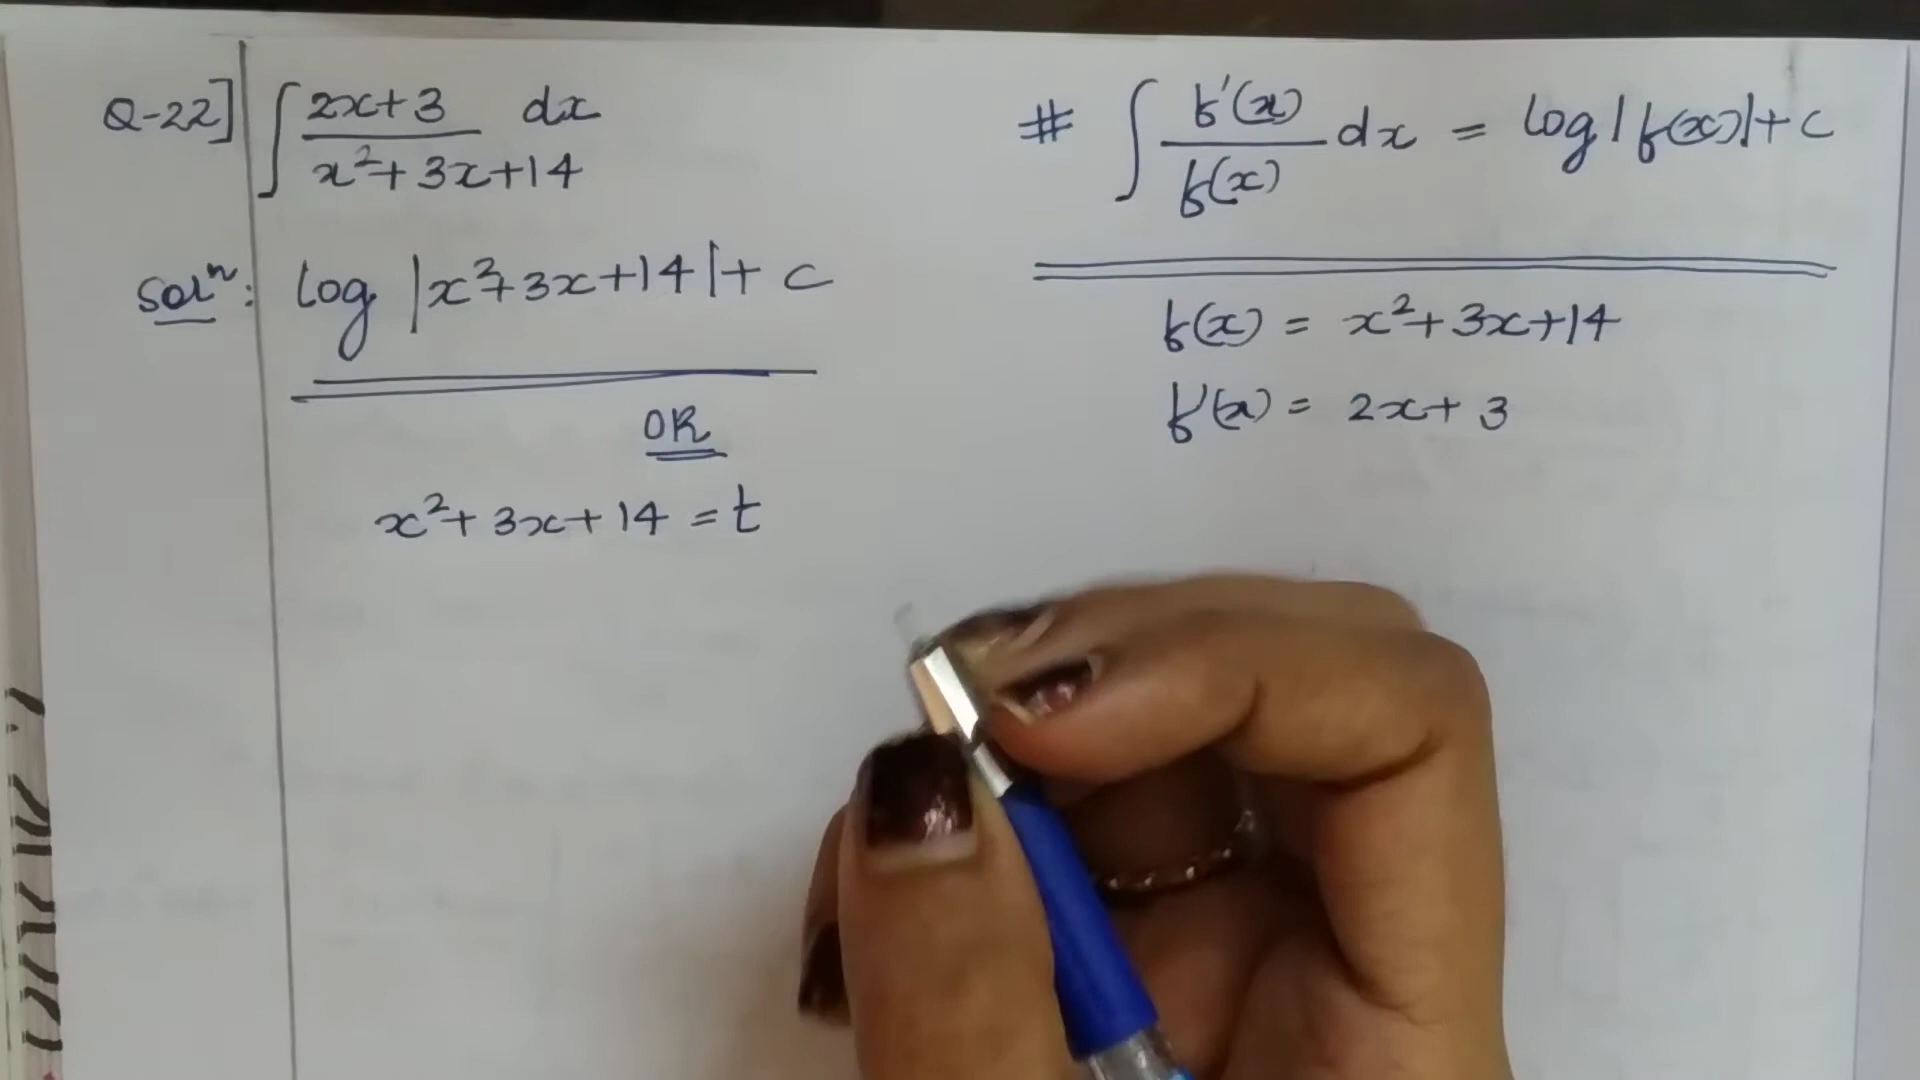 Q-22] ∫ (2x+3)/(x²+3x+14) dx
Solⁿ: log |x²+3x+14| + c
OR
x²+3x+14 = t
# ∫ f'(x)/f(x) dx = log|f(x)|+c
f(x) = x²+3x+14
f'(x) = 2x+3